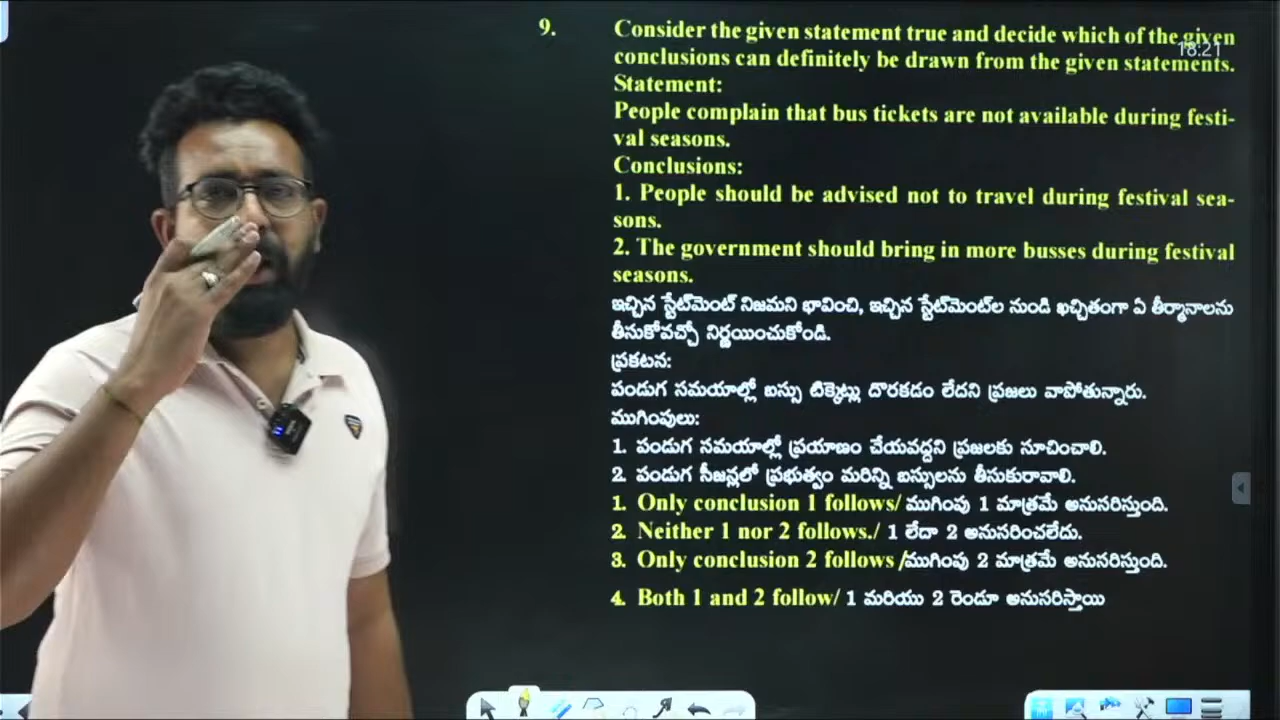 9. Consider the given statement true and decide which of the given
18:21
conclusions can definitely be drawn from the given statements.
Statement:
People complain that bus tickets are not available during festi-
val seasons.
Conclusions:
1. People should be advised not to travel during festival sea-
sons.
2. The government should bring in more busses during festival
seasons.
ఇచ్చిన స్టేట్‌మెంట్ నిజమని భావించి, ఇచ్చిన స్టేట్‌మెంట్‌ల నుండి ఖచ్చితంగా ఏ తీర్మానాలను
తీసుకోవచ్చో నిర్ణయించుకోండి.
ప్రకటన:
పండుగ సమయాల్లో బస్సు టిక్కెట్లు దొరకడం లేదని ప్రజలు వాపోతున్నారు.
ముగింపులు:
1. పండుగ సమయాల్లో ప్రయాణం చేయవద్దని ప్రజలకు సూచించాలి.
2. పండుగ సీజన్లలో ప్రభుత్వం మరిన్ని బస్సులను తీసుకురావాలి.
1. Only conclusion 1 follows/ ముగింపు 1 మాత్రమే అనుసరిస్తుంది.
2. Neither 1 nor 2 follows./ 1 లేదా 2 అనుసరించలేదు.
3. Only conclusion 2 follows /ముగింపు 2 మాత్రమే అనుసరిస్తుంది.
4. Both 1 and 2 follow/ 1 మరియు 2 రెండూ అనుసరిస్తాయి